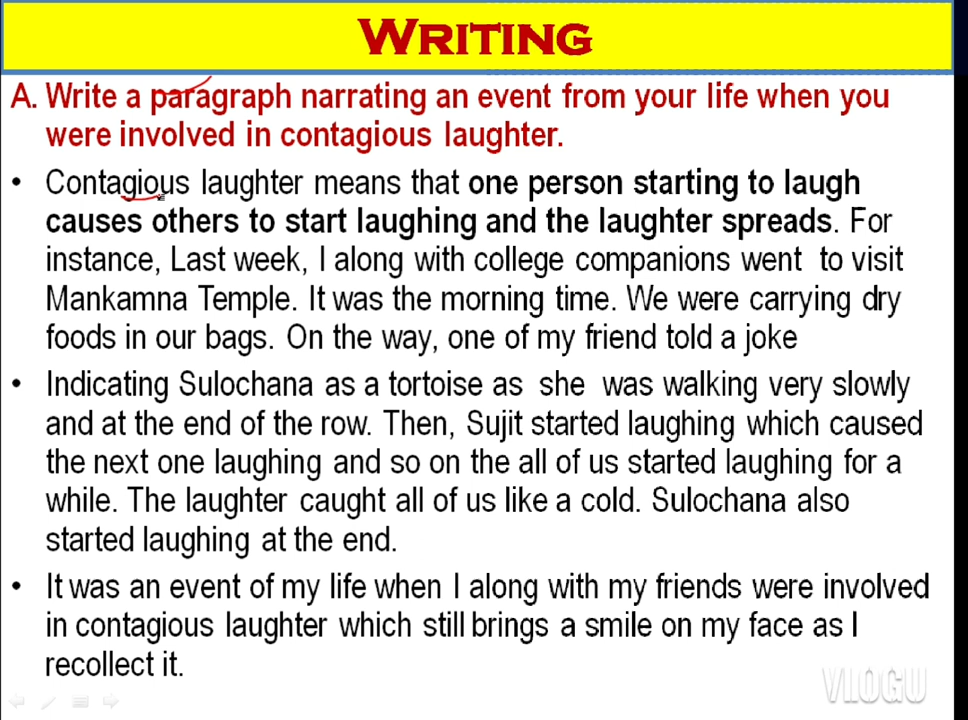 WRITING
A. Write a paragraph narrating an event from your life when you
were involved in contagious laughter.
• Contagious laughter means that one person starting to laugh
causes others to start laughing and the laughter spreads. For
instance, Last week, I along with college companions went to visit
Mankamna Temple. It was the morning time. We were carrying dry
foods in our bags. On the way, one of my friend told a joke
• Indicating Sulochana as a tortoise as she was walking very slowly
and at the end of the row. Then, Sujit started laughing which caused
the next one laughing and so on the all of us started laughing for a
while. The laughter caught all of us like a cold. Sulochana also
started laughing at the end.
• It was an event of my life when I along with my friends were involved
in contagious laughter which still brings a smile on my face as I
recollect it.
VLOGU